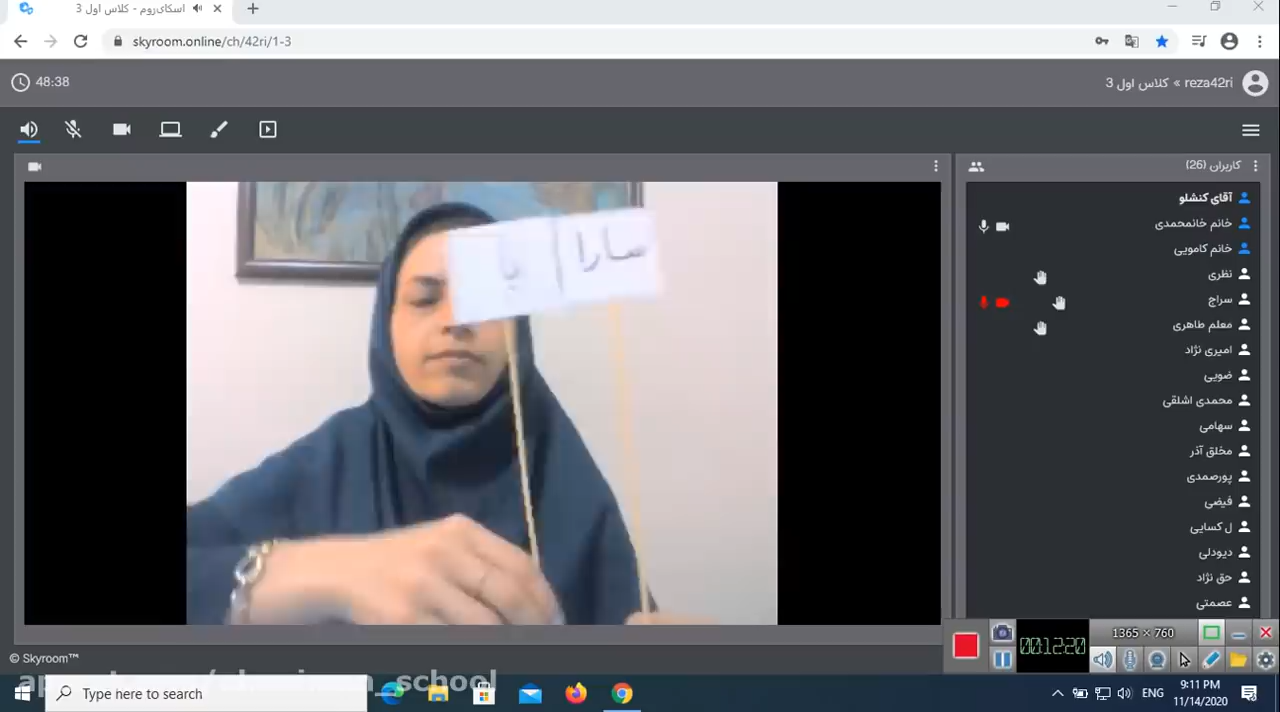 اسکای‌روم - کلاس اول 3
skyroom.online/ch/42ri/1-3
48:38
reza42ri » کلاس اول 3
کاربران (26)
آقای کنشلو
خانم خانمحمدی
خانم کامویی
نظری
سراج
معلم طاهری
امیری نژاد
ضویی
محمدی اشلقی
سهامی
مخلق آذر
پورصمدی
فیضی
ل کسایی
دیودلی
حق نژاد
عصمتی
سارا با
1365 × 760
00:12:20
© Skyroom™
_school
Type here to search
ENG
9:11 PM
11/14/2020